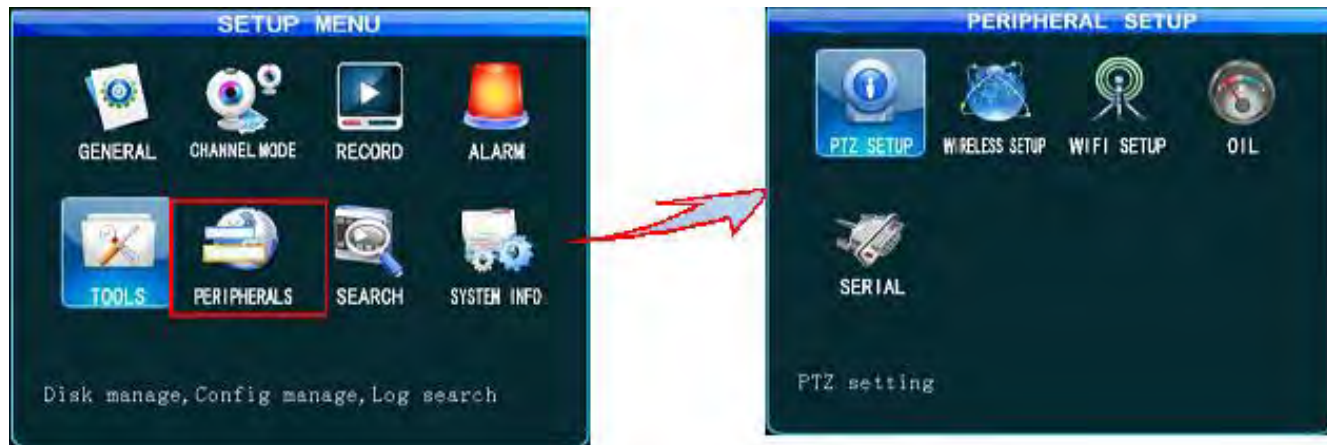 SETUP MENU
GENERAL
CHANNEL MODE
RECORD
ALARM
TOOLS
PERIPHERALS
SEARCH
SYSTEM INFO
Disk manage,Config manage,Log search
PERIPHERAL SETUP
PTZ SETUP
WIRELESS SETUP
WIFI SETUP
OIL
SERIAL
PTZ setting